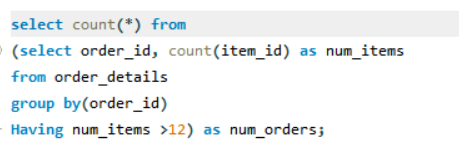 select count(*) from
(select order_id, count(item_id) as num_items
from order_details
group by(order_id)
Having num_items >12) as num_orders;